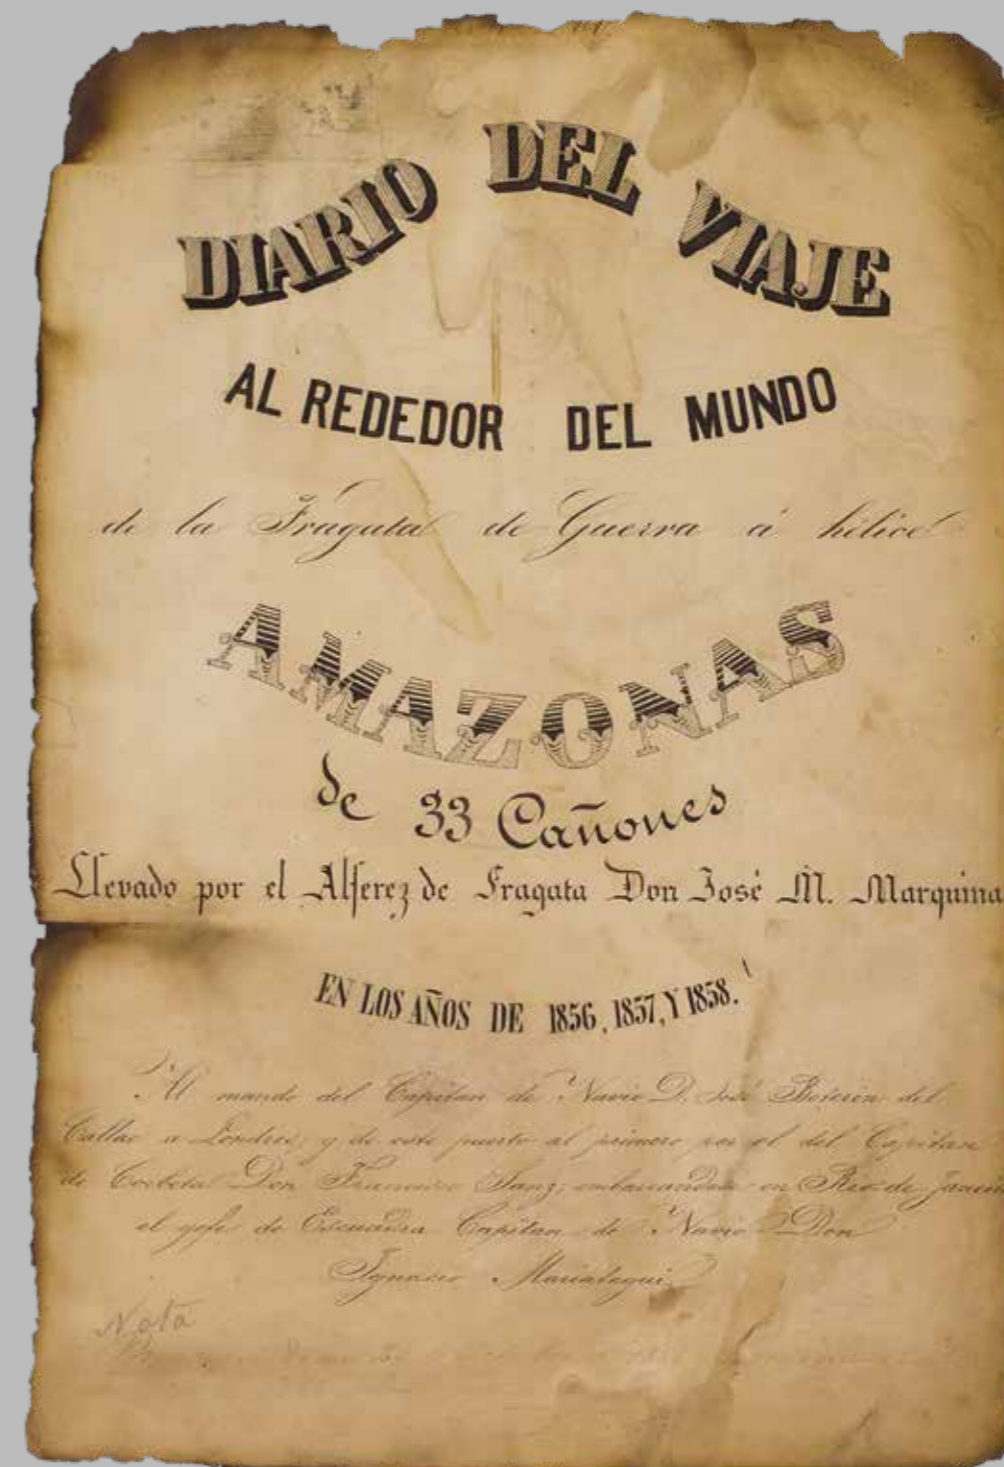 DIARIO DEL VIAJE
AL REDEDOR DEL MUNDO
de la Fragata de Guerra á hélice
AMAZONAS
de 33 Cañones
Llevado por el Alferez de Fragata Don José M. Marquina
EN LOS AÑOS DE 1856, 1857, Y 1858.
Al mando del Capitan de Navio D. José Boterin del
Callao a Londres; y de este puerto al primero por el del Capitan
de Corbeta Don Francisco Sanz; embarcandose en Rio de Janeiro
el gefe de Escuadra Capitan de Navio Don
Ignacio Mariategui
Nota